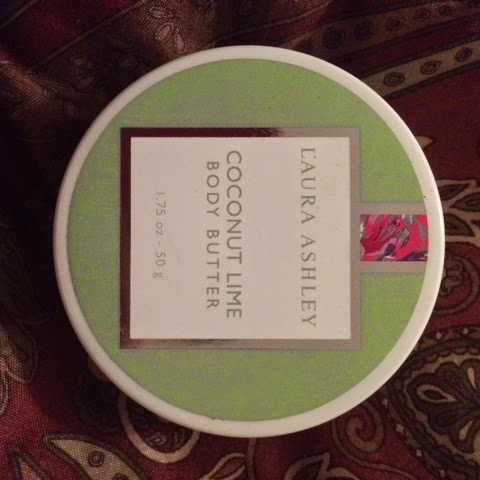 LAURA ASHLEY
COCONUT LIME
BODY BUTTER
1.75 oz - 50 g